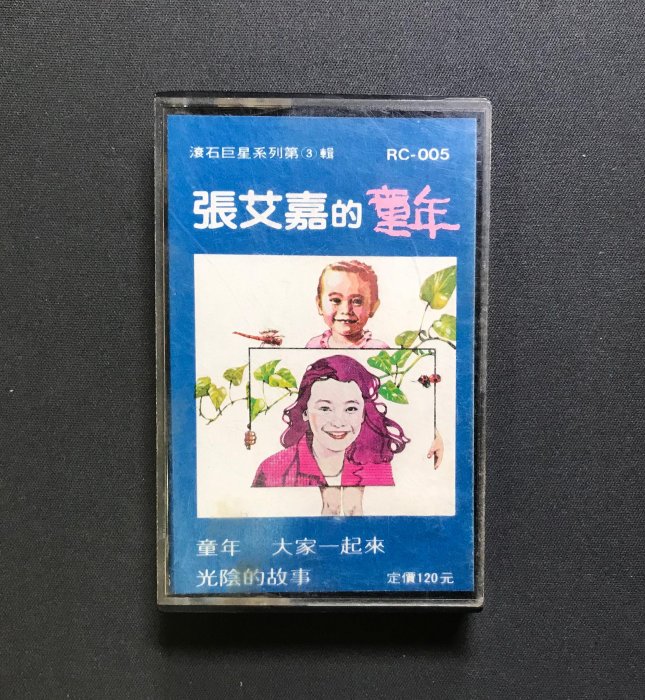 滾石巨星系列第③輯 RC-005
張艾嘉的童年
童年 大家一起來
光陰的故事 定價120元